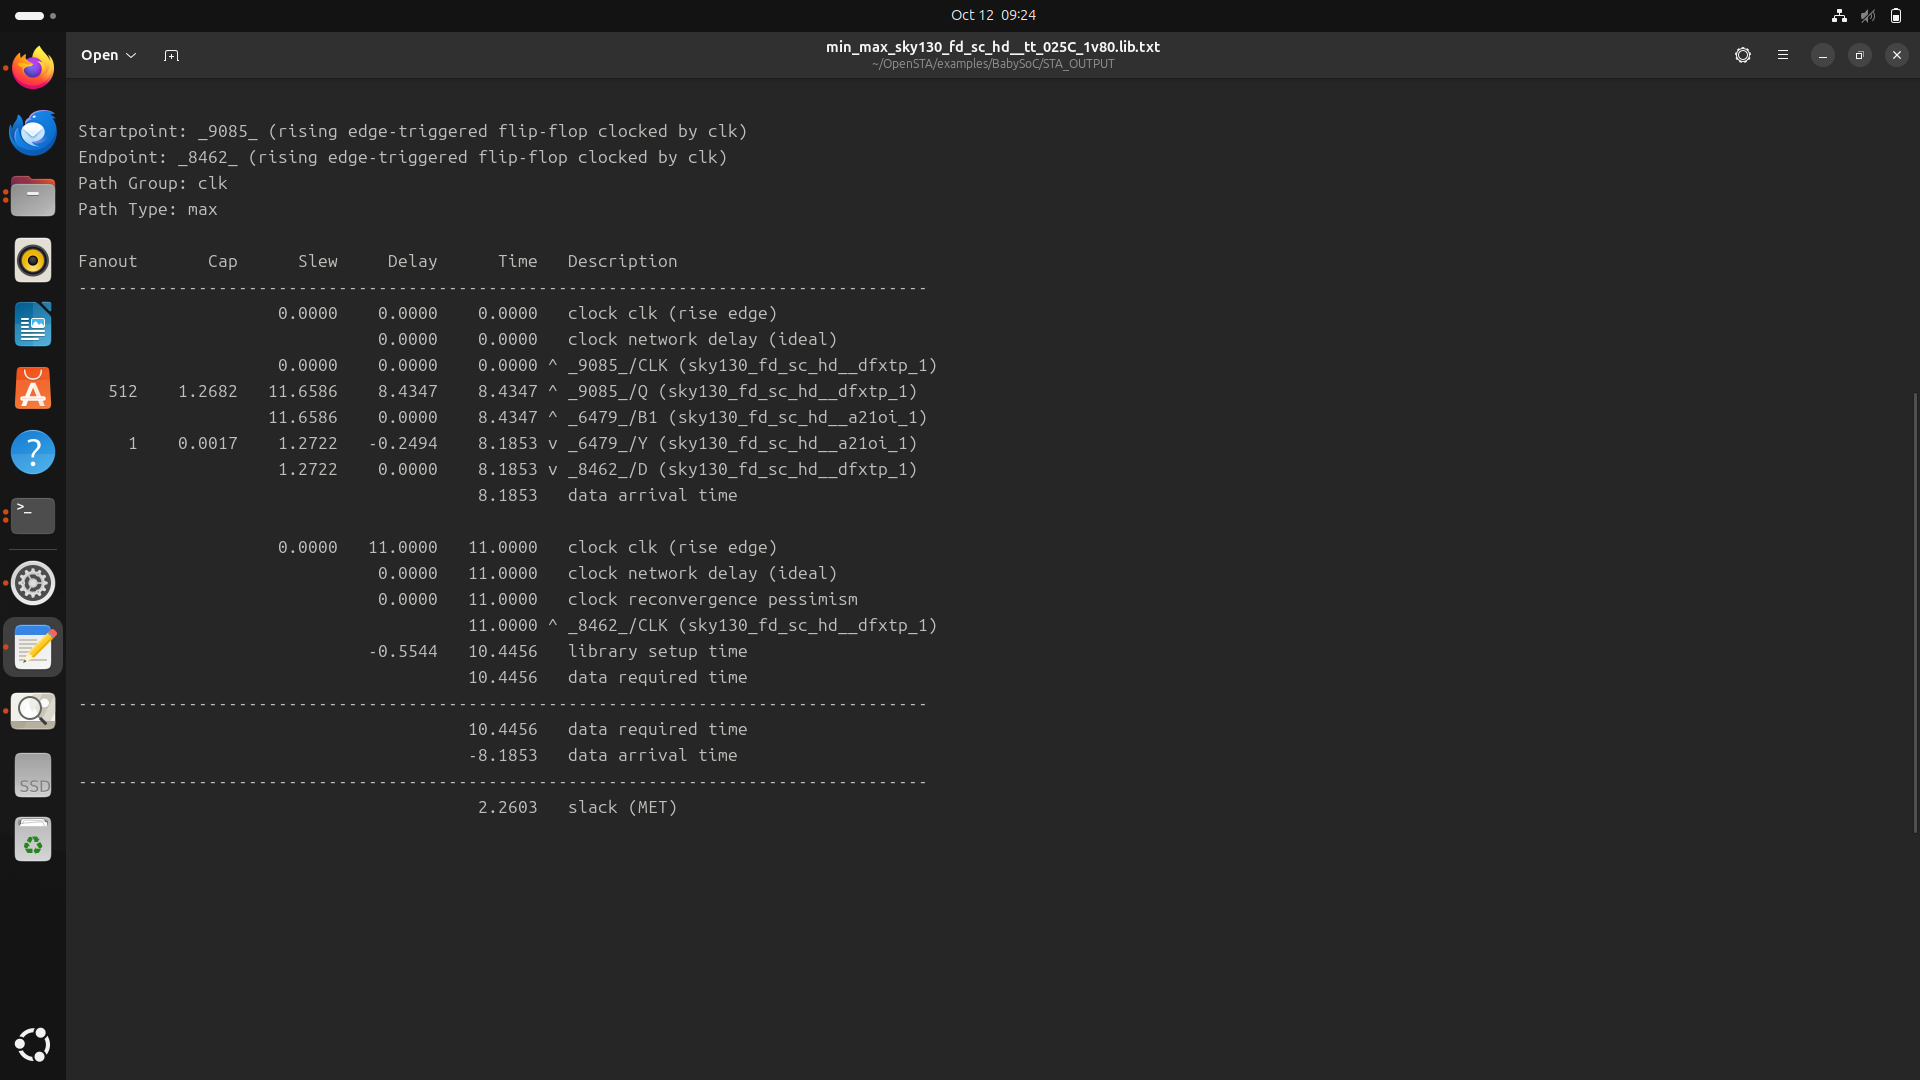 Oct 12 09:24
Open
min_max_sky130_fd_sc_hd__tt_025C_1v80.lib.txt
~/OpenSTA/examples/BabySoC/STA_OUTPUT
Startpoint: _9085_ (rising edge-triggered flip-flop clocked by clk)
Endpoint: _8462_ (rising edge-triggered flip-flop clocked by clk)
Path Group: clk
Path Type: max
Fanout Cap Slew Delay Time Description
-------------------------------------------------------------------------------------
0.0000 0.0000 0.0000 clock clk (rise edge)
0.0000 0.0000 clock network delay (ideal)
0.0000 0.0000 0.0000 ^ _9085_/CLK (sky130_fd_sc_hd__dfxtp_1)
512 1.2682 11.6586 8.4347 8.4347 ^ _9085_/Q (sky130_fd_sc_hd__dfxtp_1)
11.6586 0.0000 8.4347 ^ _6479_/B1 (sky130_fd_sc_hd__a21oi_1)
1 0.0017 1.2722 -0.2494 8.1853 v _6479_/Y (sky130_fd_sc_hd__a21oi_1)
1.2722 0.0000 8.1853 v _8462_/D (sky130_fd_sc_hd__dfxtp_1)
8.1853 data arrival time
0.0000 11.0000 11.0000 clock clk (rise edge)
0.0000 11.0000 clock network delay (ideal)
0.0000 11.0000 clock reconvergence pessimism
11.0000 ^ _8462_/CLK (sky130_fd_sc_hd__dfxtp_1)
-0.5544 10.4456 library setup time
10.4456 data required time
-------------------------------------------------------------------------------------
10.4456 data required time
-8.1853 data arrival time
-------------------------------------------------------------------------------------
2.2603 slack (MET)
SSD